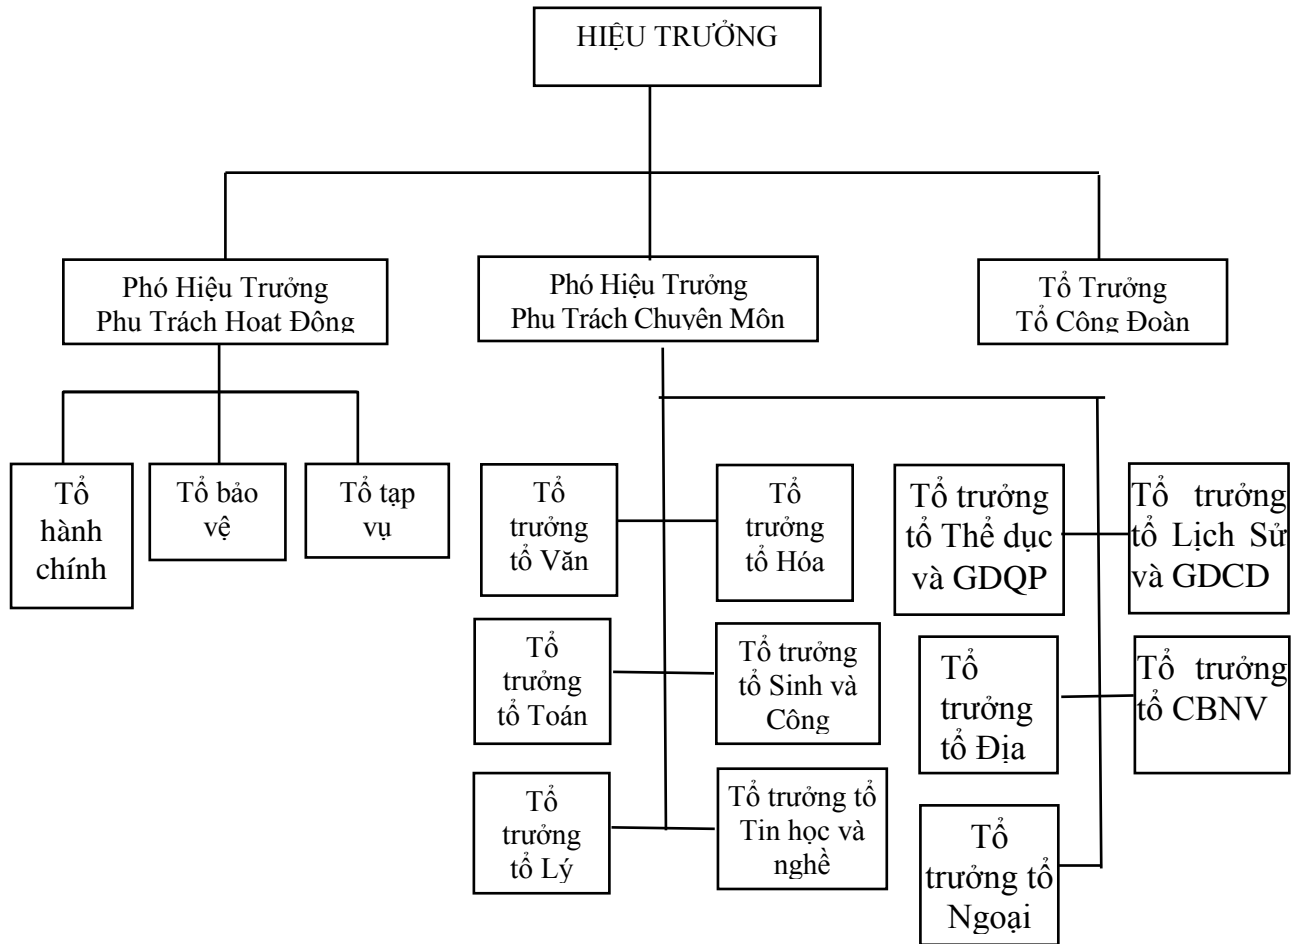 HIỆU TRƯỞNG
Phó Hiệu Trưởng
Phụ Trách Hoạt Động
Phó Hiệu Trưởng
Phụ Trách Chuyên Môn
Tổ Trưởng
Tổ Công Đoàn
Tổ
hành
chính
Tổ bảo
vệ
Tổ tạp
vụ
Tổ
trưởng
tổ Văn
Tổ
trưởng
tổ Hóa
Tổ trưởng
tổ Thể dục
và GDQP
Tổ trưởng
tổ Lịch Sử
và GDCD
Tổ
trưởng
tổ Toán
Tổ trưởng
tổ Sinh và
Công
Tổ
trưởng
tổ Địa
Tổ trưởng
tổ CBNV
Tổ
trưởng
tổ Lý
Tổ trưởng tổ
Tin học và
nghề
Tổ
trưởng tổ
Ngoại